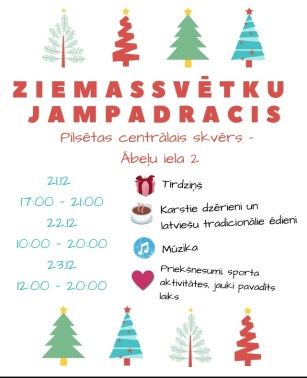 ZIEMASSVĒTKU
JAMPADRACIS
Pilsētas centrālais skvērs -
Ābeļu iela 2
21.12
17:00 - 21:00
22.12
10:00 - 20:00
23.12
12:00 - 20:00
Tirdziņš
Karstie dzērieni un
latviešu tradicionālie ēdieni
Mūzika
Priekšnesumi, sporta
aktivitātes, jauki pavadīts
laiks